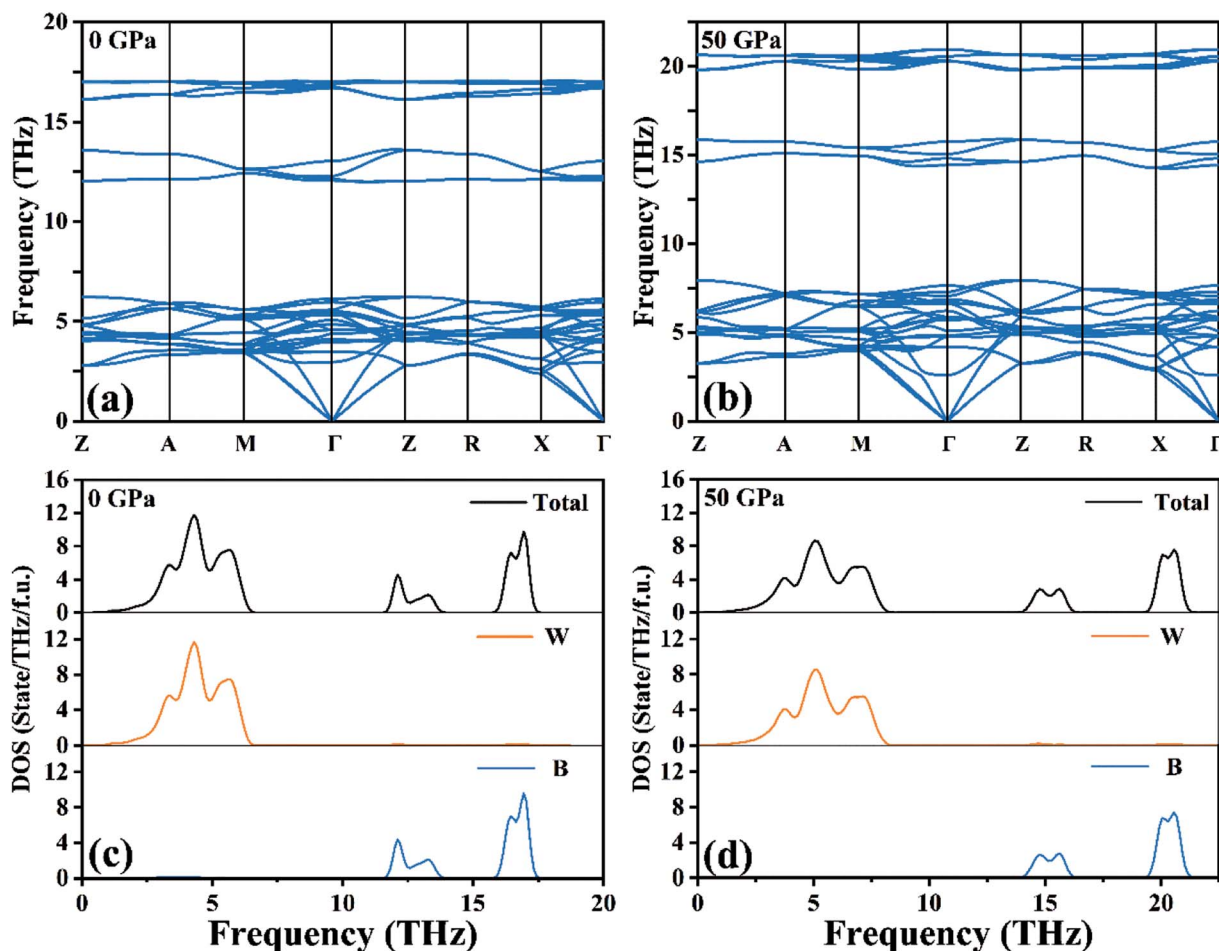 0 GPa
20
15
10
5
0
Frequency (THz)
(a)
Z A M Γ Z R X Γ
50 GPa
20
15
10
5
0
Frequency (THz)
(b)
Z A M Γ Z R X
0 GPa
Total
16
12
8
4
0
W
12
8
4
0
B
12
8
4
0
DOS (State/THz/f.u.)
(c)
0 5 10 15 20
Frequency (THz)
50 GPa
Total
16
12
8
4
0
W
12
8
4
0
B
12
8
4
0
DOS (State/THz/f.u.)
(d)
0 5 10 15 20
Frequency (THz)